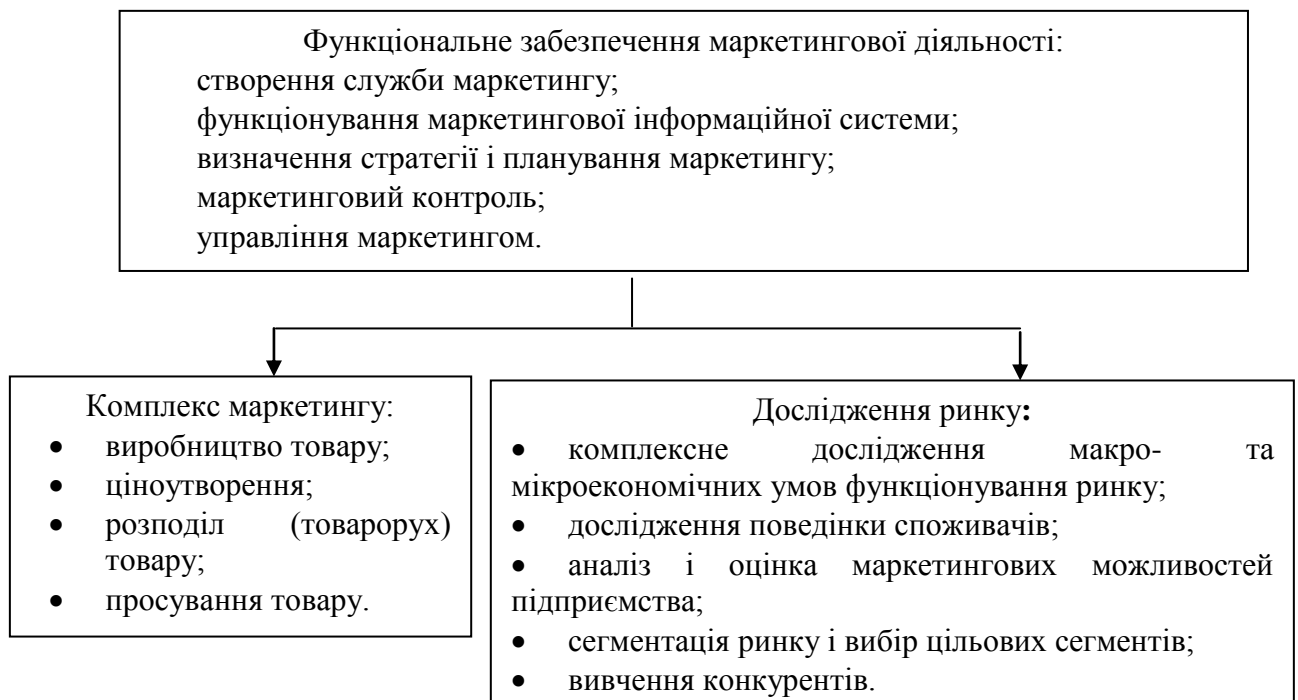 Функціональне забезпечення маркетингової діяльності:
створення служби маркетингу;
функціонування маркетингової інформаційної системи;
визначення стратегії і планування маркетингу;
маркетинговий контроль;
управління маркетингом.
Комплекс маркетингу:
• виробництво товару;
• ціноутворення;
• розподіл (товарорух)
товару;
• просування товару.
Дослідження ринку:
• комплексне дослідження макро- та
мікроекономічних умов функціонування ринку;
• дослідження поведінки споживачів;
• аналіз і оцінка маркетингових можливостей
підприємства;
• сегментація ринку і вибір цільових сегментів;
• вивчення конкурентів.